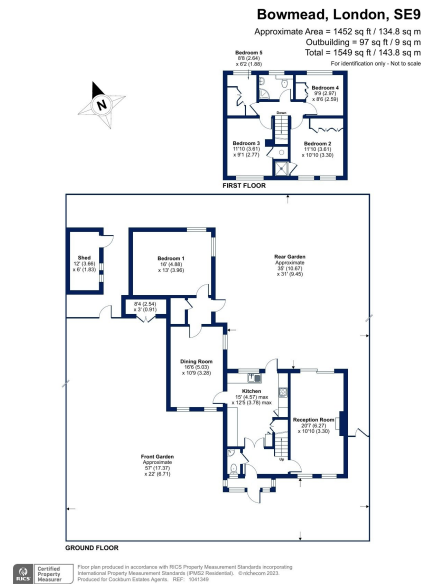 Bowmead, London, SE9
Approximate Area = 1452 sq ft / 134.8 sq m
Outbuilding = 97 sq ft / 9 sq m
Total = 1549 sq ft / 143.8 sq m
For identification only - Not to scale
N
Bedroom 5
8'8 (2.64)
x 6'2 (1.88)
Bedroom 4
9'9 (2.97)
x 8'6 (2.59)
Down
Bedroom 3
11'10 (3.61)
x 9'1 (2.77)
Bedroom 2
11'10 (3.61)
x 10'10 (3.30)
FIRST FLOOR
Shed
12' (3.66)
x 6' (1.83)
Bedroom 1
16' (4.88)
x 13' (3.96)
Rear Garden
Approximate
35' (10.67)
x 31' (9.45)
8'4 (2.54)
x 3' (0.91)
Dining Room
16'6 (5.03)
x 10'9 (3.28)
Kitchen
15' (4.57) max
x 12'5 (3.78) max
Reception Room
20'7 (6.27)
x 10'10 (3.30)
Up
Front Garden
Approximate
57' (17.37)
x 22' (6.71)
GROUND FLOOR
RICS
Certified
Property
Measurer
Floor plan produced in accordance with RICS Property Measurement Standards incorporating
International Property Measurement Standards (IPMS2 Residential). © nichecom 2023.
Produced for Cockburn Estates Agents. REF: 1041349